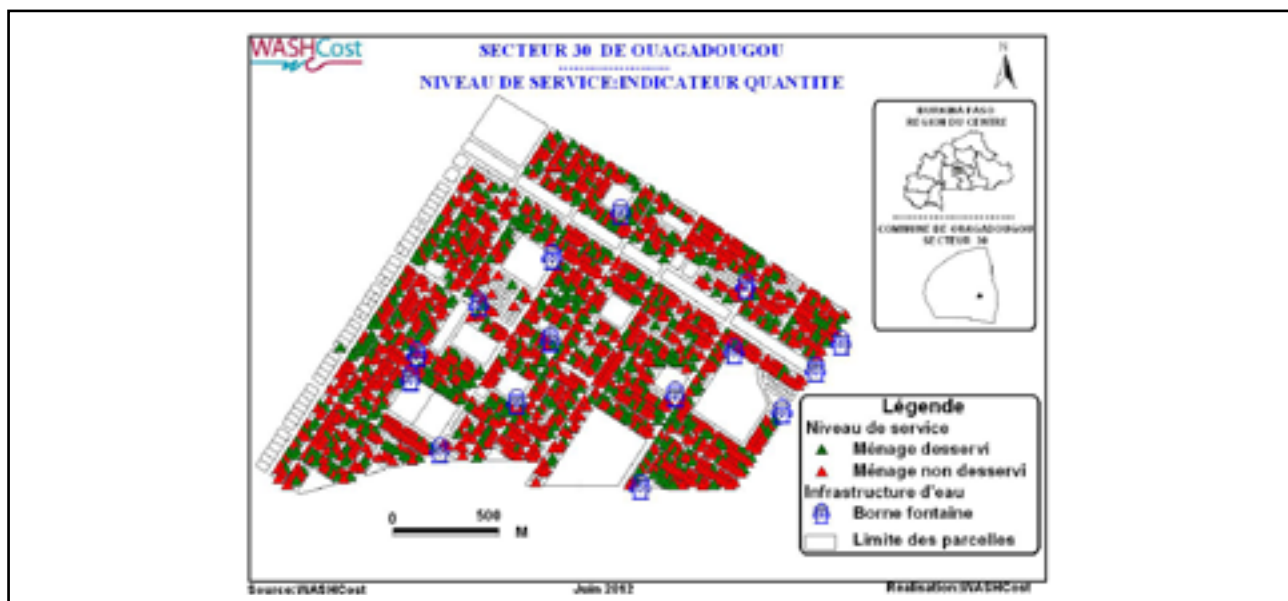 WASHCost
SECTEUR 30 DE OUAGADOUGOU
NIVEAU DE SERVICE:INDICATEUR QUANTITE
N
BURKINA FASO
REGION DU CENTRE
COMMUNE DE OUAGADOUGOU
SECTEUR 30
Légende
Niveau de service
Ménage desservi
Ménage non desservi
Infrastructure d'eau
Borne fontaine
Limite des parcelles
0 500
M
Source:WASHCost Juin 2012 Realisation:WASHCost